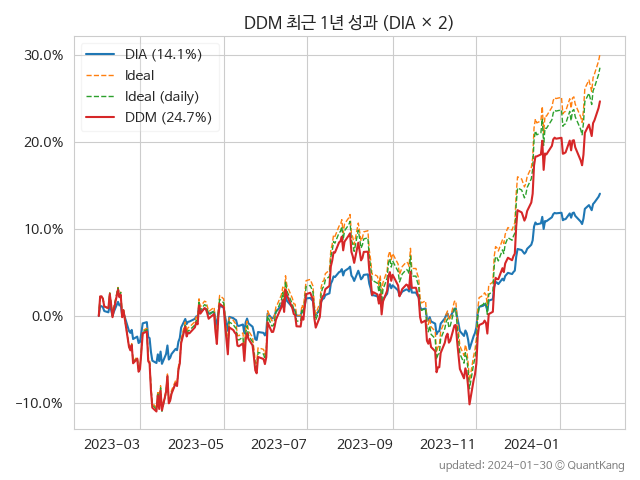 DDM 최근 1년 성과 (DIA × 2)
30.0%
20.0%
10.0%
0.0%
−10.0%
DIA (14.1%)
Ideal
Ideal (daily)
DDM (24.7%)
2023−03 2023−05 2023−07 2023−09 2023−11 2024−01
updated: 2024−01−30 © QuantKang